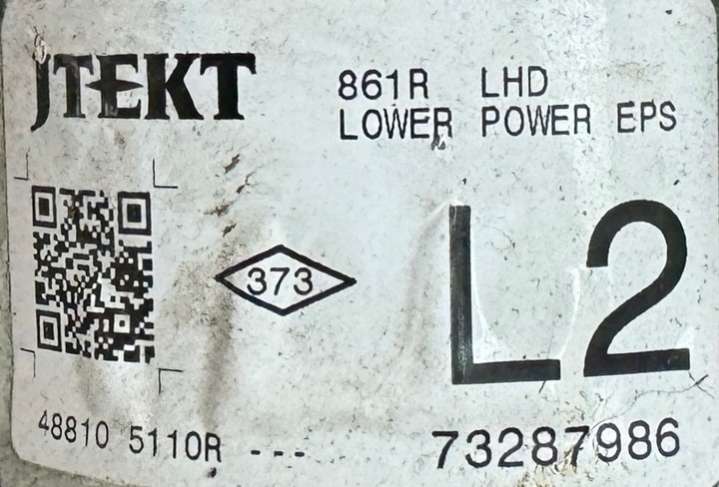 JTEKT
861R LHD
LOWER POWER EPS
373
L2
48810 5110R ---
73287986